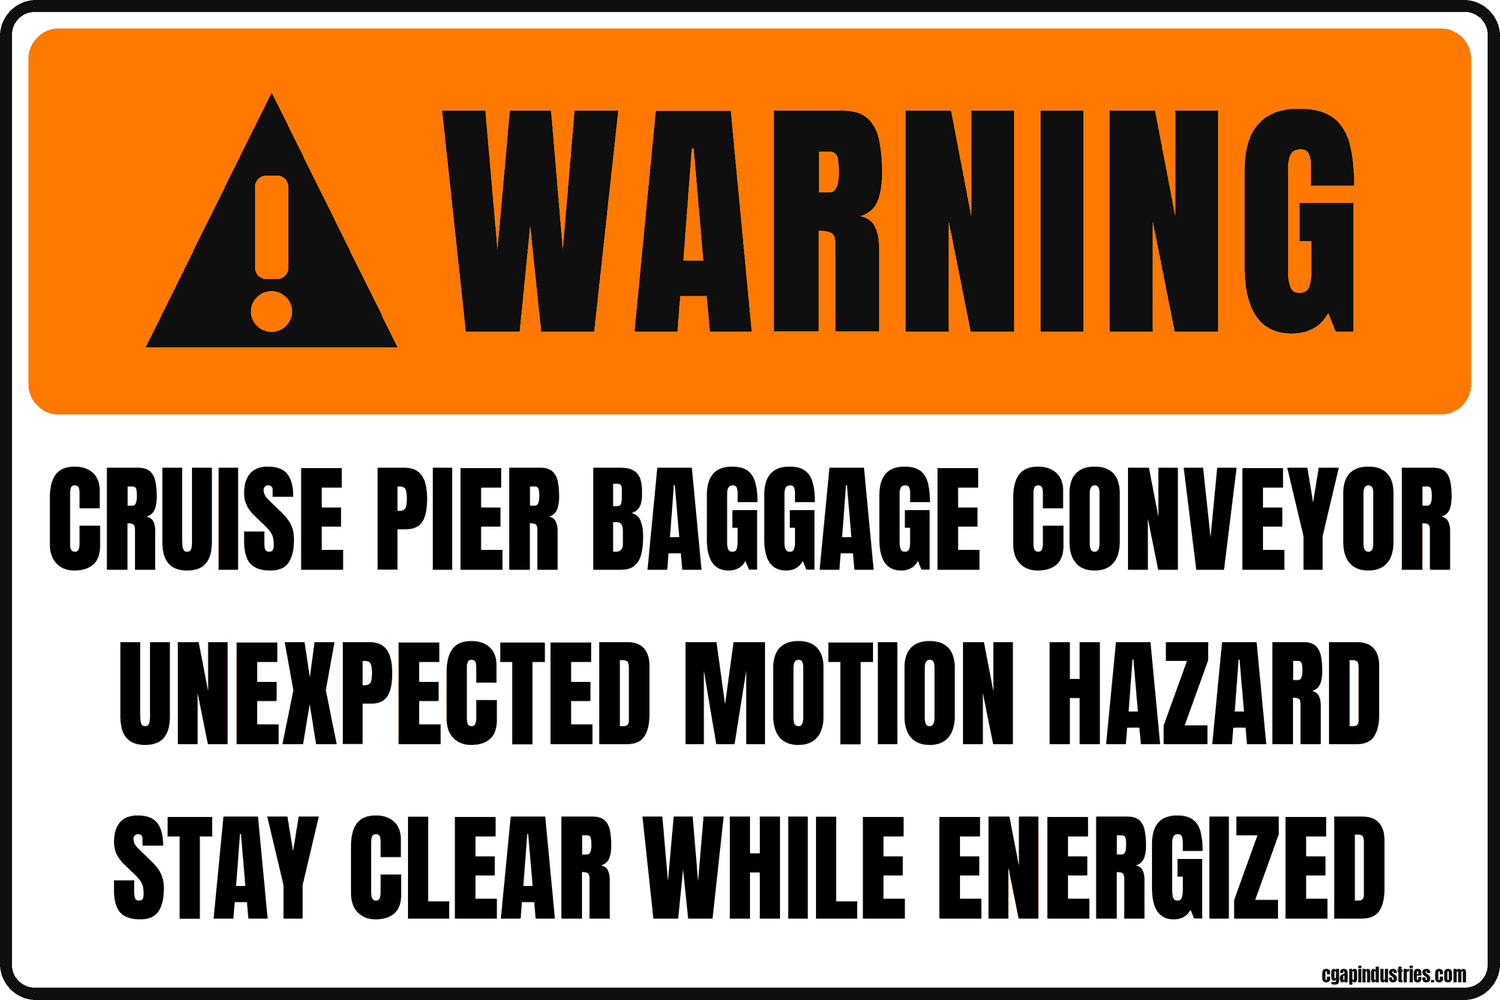 WARNING
CRUISE PIER BAGGAGE CONVEYOR
UNEXPECTED MOTION HAZARD
STAY CLEAR WHILE ENERGIZED
cgapindustries.com